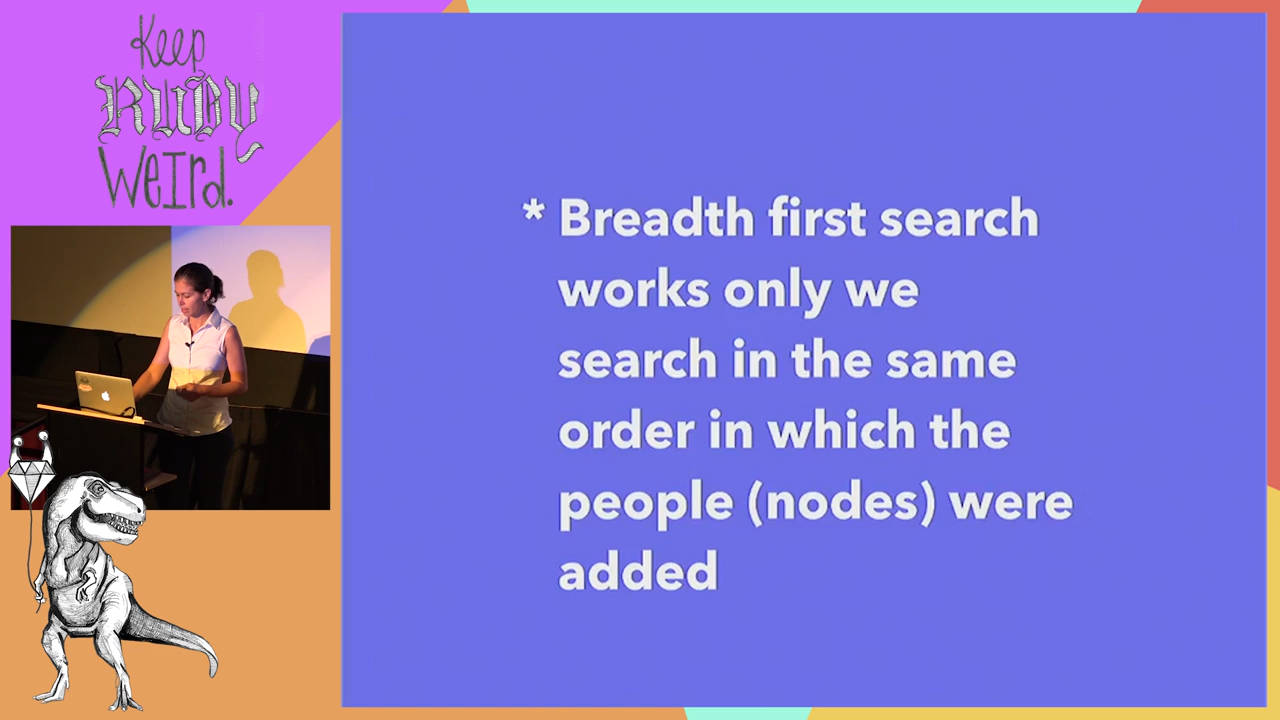 Keep
RUBY
Weird.
* Breadth first search
works only we
search in the same
order in which the
people (nodes) were
added